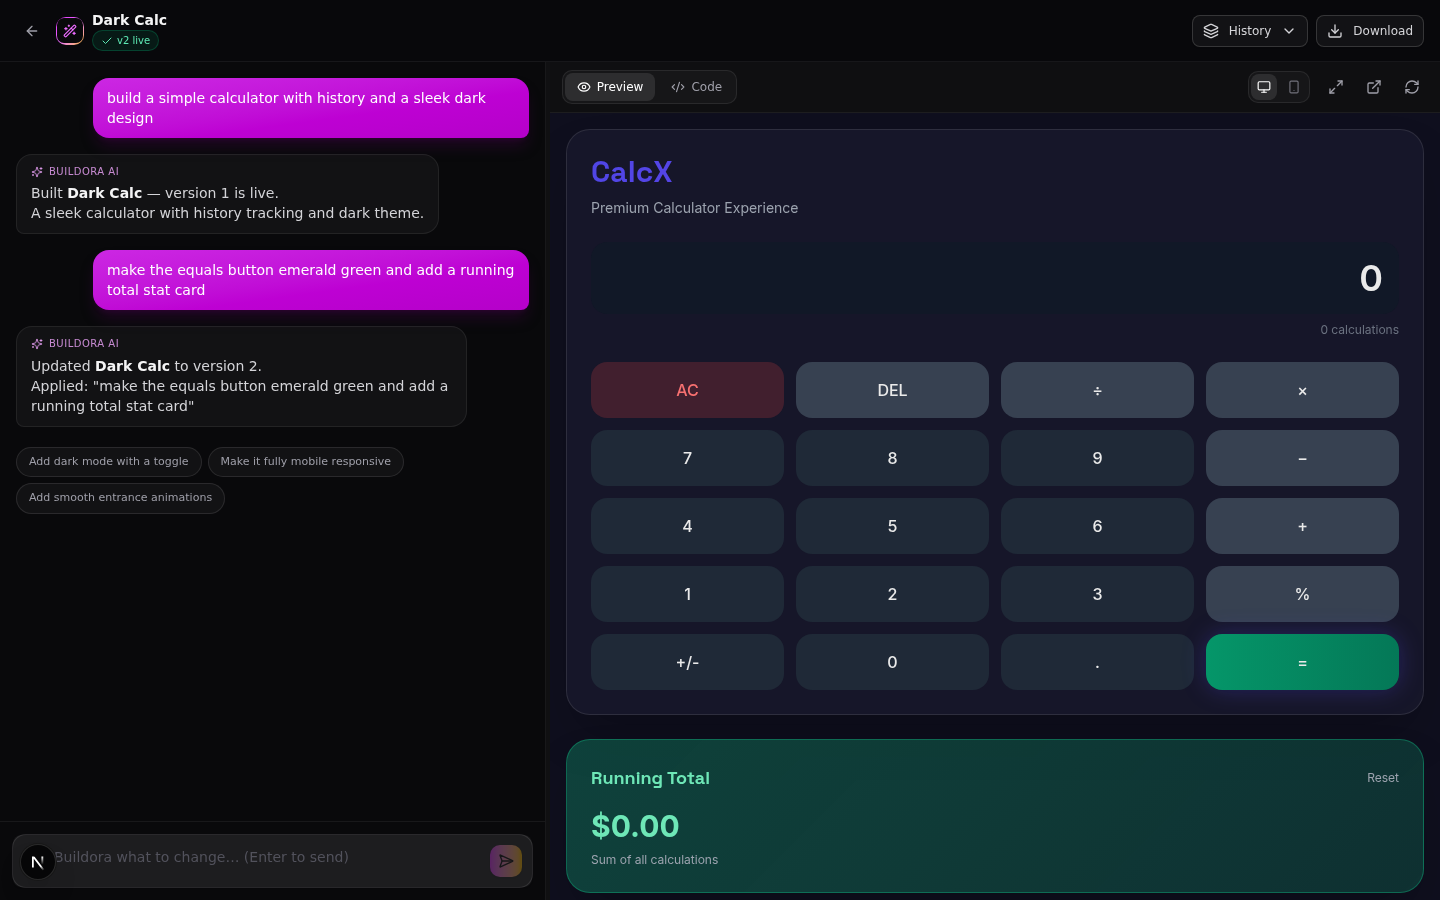 Dark Calc
v2 live
History
Download
build a simple calculator with history and a sleek dark
design
BUILDORA AI
Built Dark Calc — version 1 is live.
A sleek calculator with history tracking and dark theme.
make the equals button emerald green and add a running
total stat card
BUILDORA AI
Updated Dark Calc to version 2.
Applied: "make the equals button emerald green and add a
running total stat card"
Add dark mode with a toggle
Make it fully mobile responsive
Add smooth entrance animations
N
Buildora what to change... (Enter to send)
Preview
</> Code
CalcX
Premium Calculator Experience
0
0 calculations
AC DEL ÷ ×
7 8 9 −
4 5 6 +
1 2 3 %
+/- 0 . =
Running Total
Reset
$0.00
Sum of all calculations